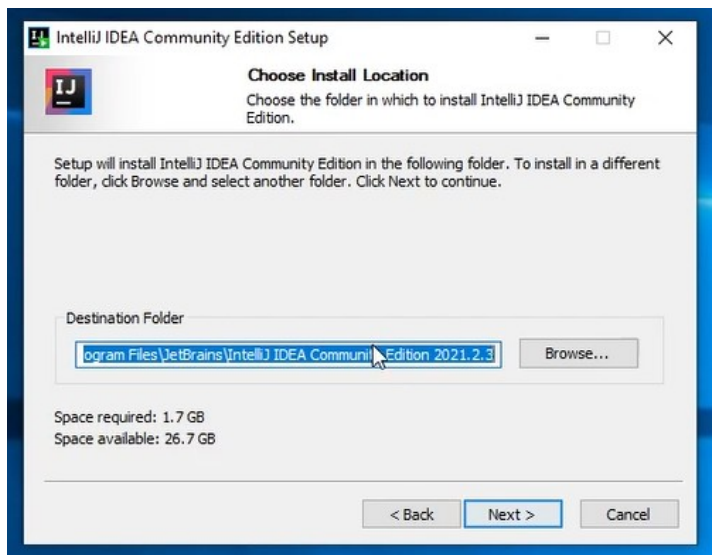 IntelliJ IDEA Community Edition Setup
IJ
Choose Install Location
Choose the folder in which to install IntelliJ IDEA Community
Edition.
Setup will install IntelliJ IDEA Community Edition in the following folder. To install in a different
folder, click Browse and select another folder. Click Next to continue.
Destination Folder
ogram Files\JetBrains\IntelliJ IDEA Community Edition 2021.2.3
Browse...
Space required: 1.7 GB
Space available: 26.7 GB
< Back
Next >
Cancel